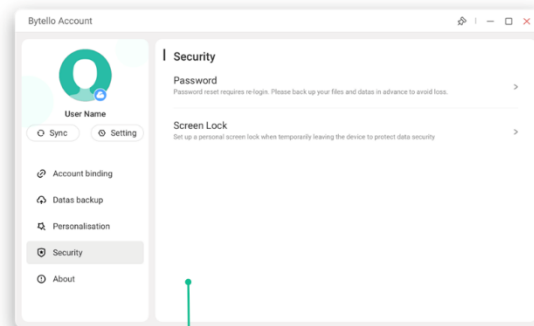 Bytello Account
User Name
Sync
Setting
Account binding
Datas backup
Personalisation
Security
About
Security
Password
Password reset requires re-login. Please back up your files and datas in advance to avoid loss.
Screen Lock
Set up a personal screen lock when temporarily leaving the device to protect data security